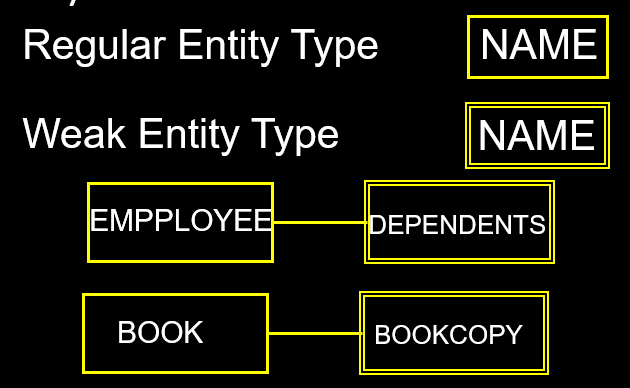 Regular Entity Type NAME
Weak Entity Type NAME
EMPPLOYEE DEPENDENTS
BOOK BOOKCOPY